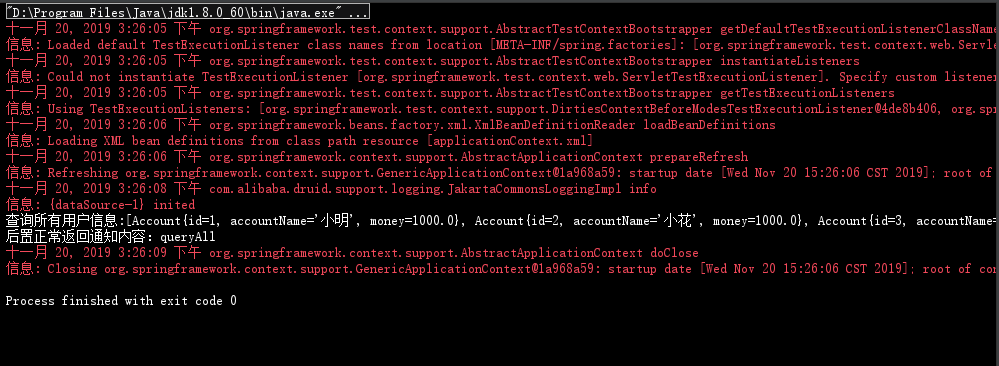 "D:\Program Files\Java\jdk1.8.0_60\bin\java.exe" ...
十一月 20, 2019 3:26:05 下午 org.springframework.test.context.support.AbstractTestContextBootstrapper getDefaultTestExecutionListenerClassName
信息: Loaded default TestExecutionListener class names from location [META-INF/spring.factories]: [org.springframework.test.context.web.Servl
十一月 20, 2019 3:26:05 下午 org.springframework.test.context.support.AbstractTestContextBootstrapper instantiateListeners
信息: Could not instantiate TestExecutionListener [org.springframework.test.context.web.ServletTestExecutionListener]. Specify custom listene
十一月 20, 2019 3:26:05 下午 org.springframework.test.context.support.AbstractTestContextBootstrapper getTestExecutionListeners
信息: Using TestExecutionListeners: [org.springframework.test.context.support.DirtiesContextBeforeModesTestExecutionListener@4de8b406, org.sp
十一月 20, 2019 3:26:06 下午 org.springframework.beans.factory.xml.XmlBeanDefinitionReader loadBeanDefinitions
信息: Loading XML bean definitions from class path resource [applicationContext.xml]
十一月 20, 2019 3:26:06 下午 org.springframework.context.support.AbstractApplicationContext prepareRefresh
信息: Refreshing org.springframework.context.support.GenericApplicationContext@1a968a59: startup date [Wed Nov 20 15:26:06 CST 2019]; root of
十一月 20, 2019 3:26:08 下午 com.alibaba.druid.support.logging.JakartaCommonsLoggingImpl info
信息: {dataSource-1} inited
查询所有用户信息:[Account{id=1, accountName='小明', money=1000.0}, Account{id=2, accountName='小花', money=1000.0}, Account{id=3, accountName=
后置正常返回通知内容: queryAll
十一月 20, 2019 3:26:09 下午 org.springframework.context.support.AbstractApplicationContext doClose
信息: Closing org.springframework.context.support.GenericApplicationContext@1a968a59: startup date [Wed Nov 20 15:26:06 CST 2019]; root of con
Process finished with exit code 0